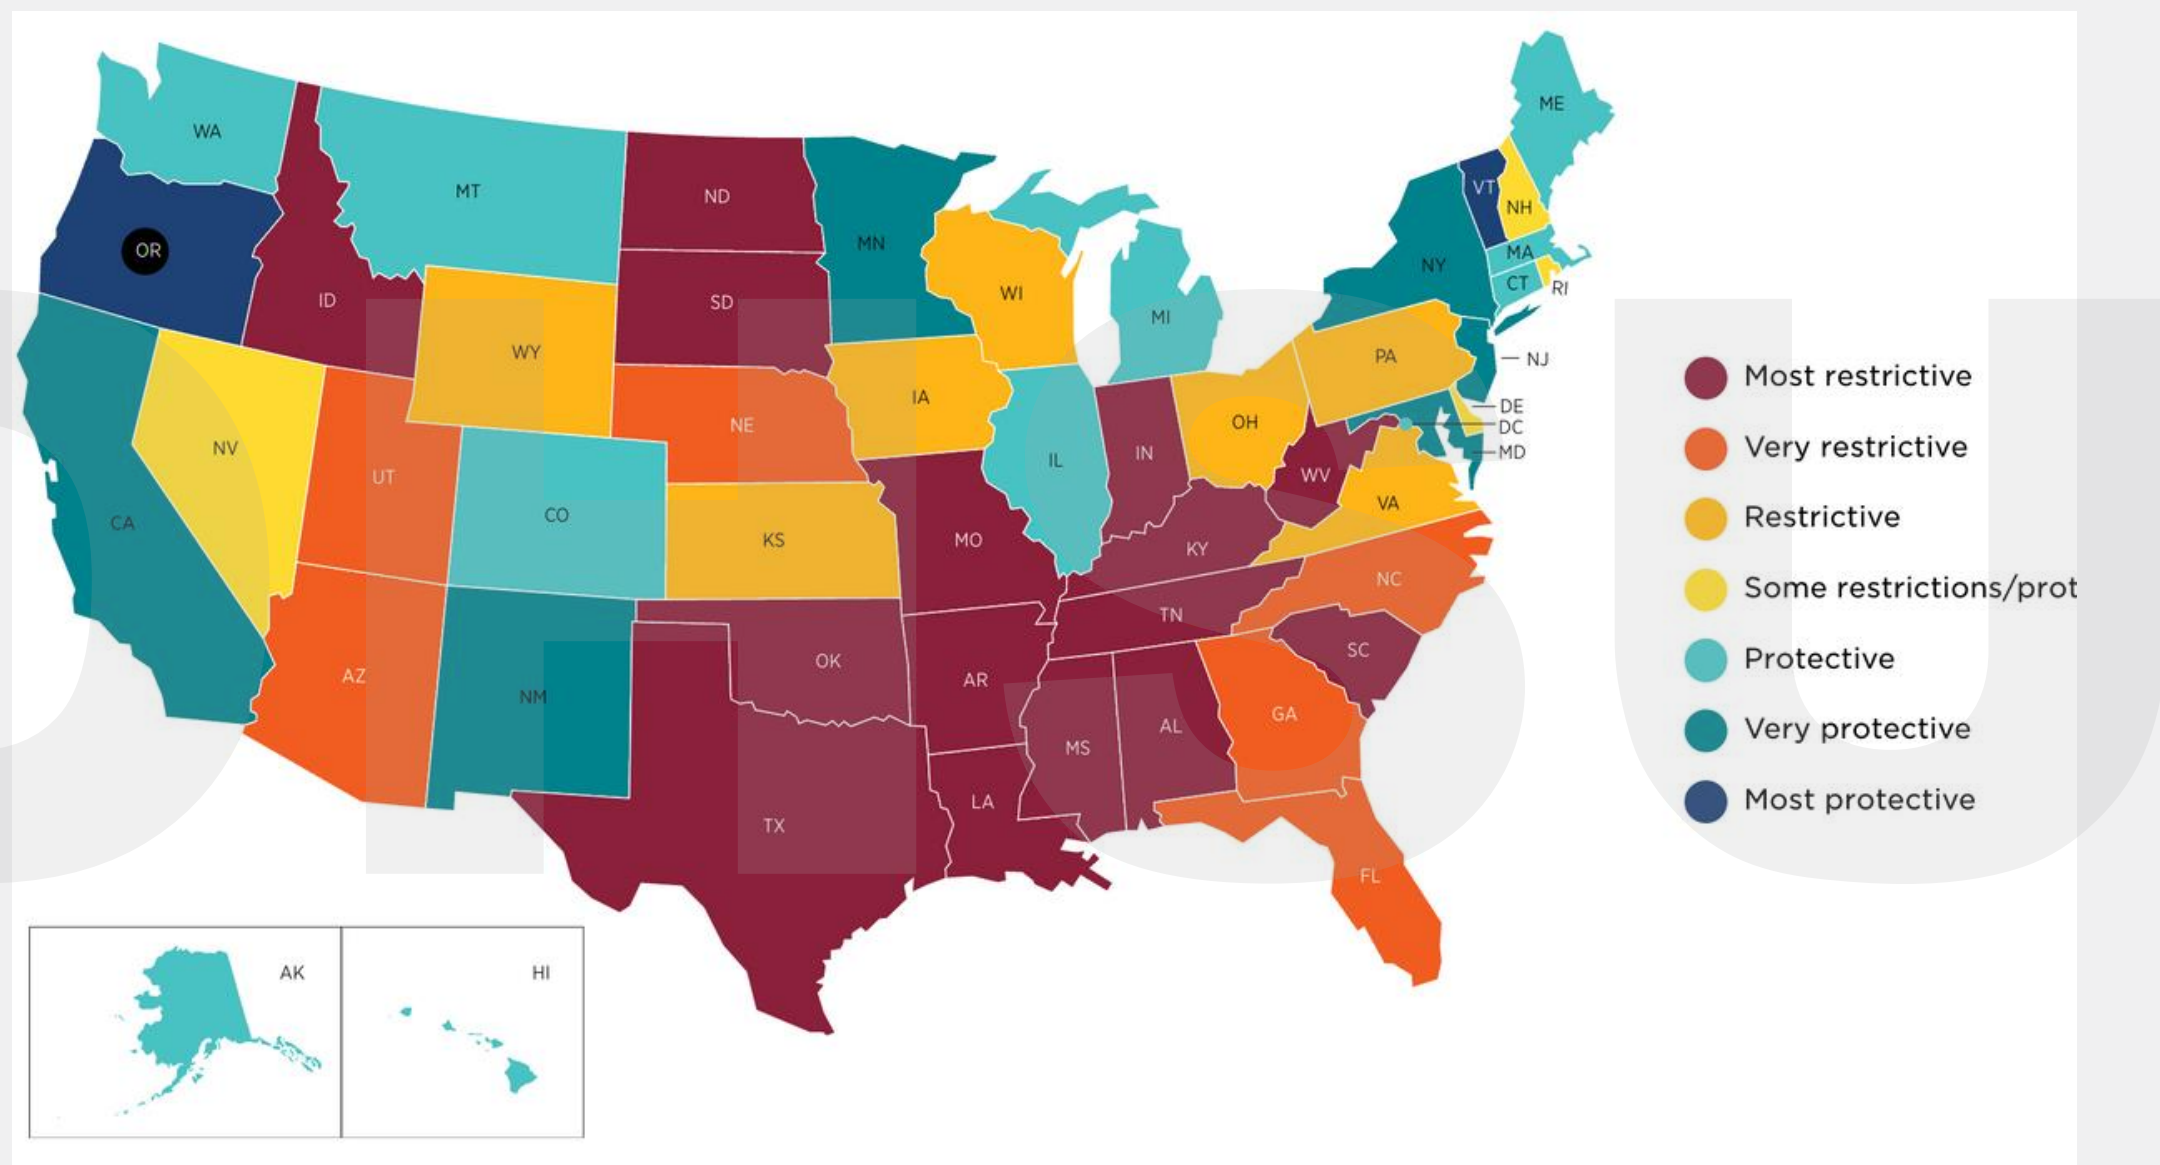 WA
OR
ID
MT
ND
SD
MN
WI
MI
NY
VT
NH
ME
MA
CT
RI
WY
NE
IA
IL
IN
OH
PA
NJ
DE
DC
MD
NV
UT
CO
KS
MO
KY
WV
VA
CA
AZ
NM
OK
AR
TN
NC
SC
TX
LA
MS
AL
GA
FL
AK
HI
Most restrictive
Very restrictive
Restrictive
Some restrictions/prot
Protective
Very protective
Most protective